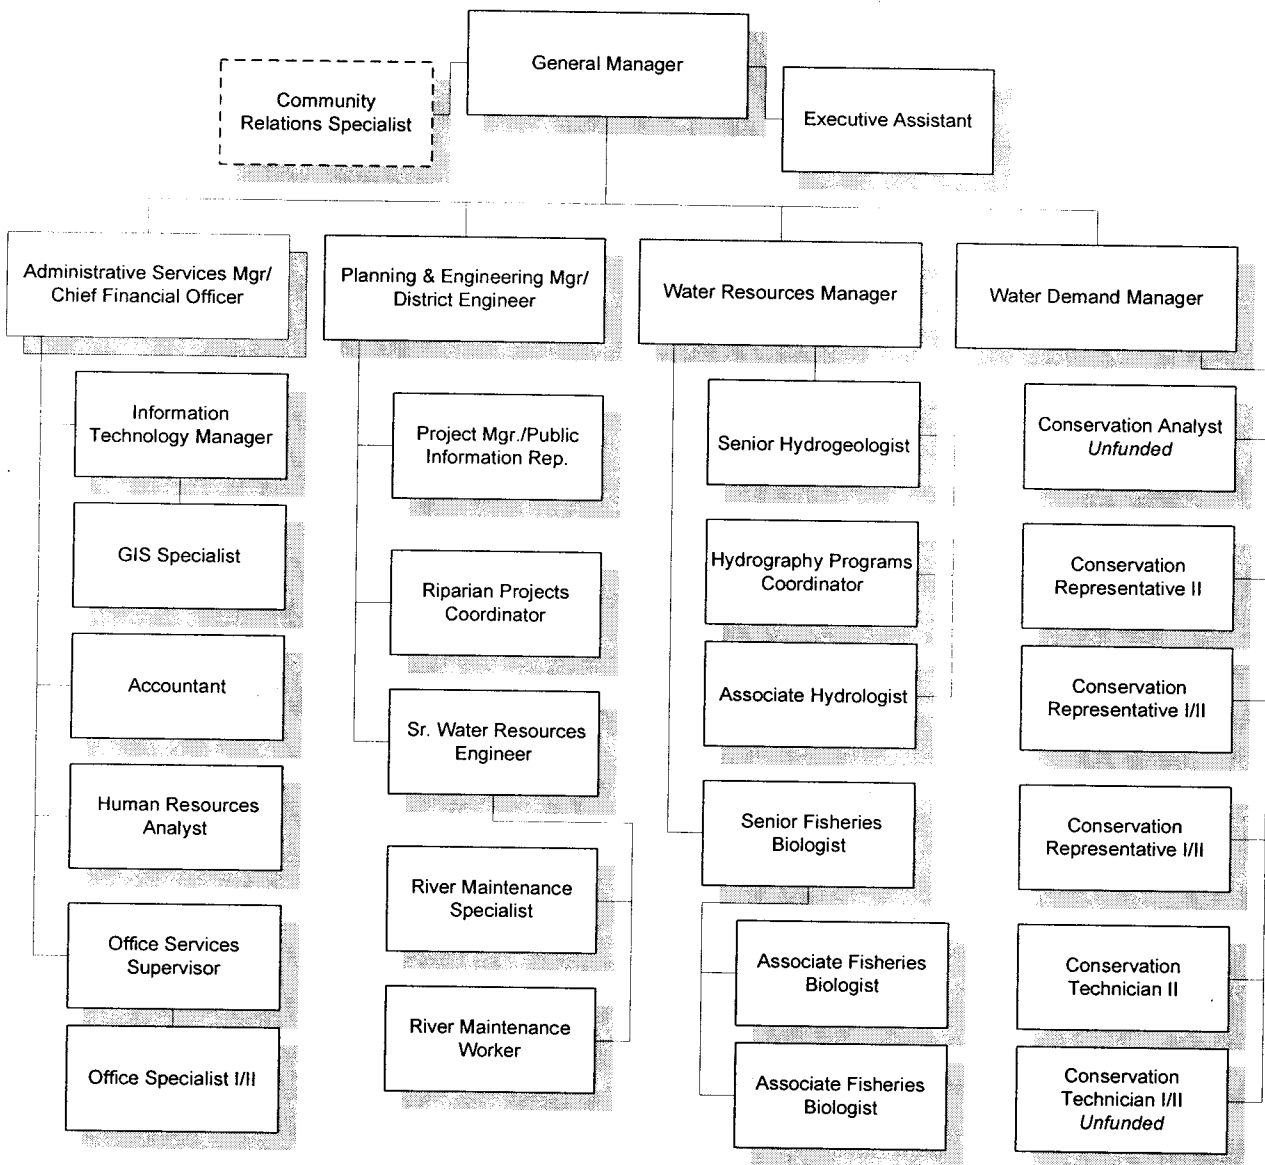 General Manager
Community
Relations Specialist
Executive Assistant
Administrative Services Mgr/
Chief Financial Officer
Planning & Engineering Mgr/
District Engineer
Water Resources Manager
Water Demand Manager
Information
Technology Manager
GIS Specialist
Accountant
Human Resources
Analyst
Office Services
Supervisor
Office Specialist I/II
Project Mgr./Public
Information Rep.
Riparian Projects
Coordinator
Sr. Water Resources
Engineer
River Maintenance
Specialist
River Maintenance
Worker
Senior Hydrogeologist
Hydrography Programs
Coordinator
Associate Hydrologist
Senior Fisheries
Biologist
Associate Fisheries
Biologist
Associate Fisheries
Biologist
Conservation Analyst
Unfunded
Conservation
Representative II
Conservation
Representative I/II
Conservation
Representative I/II
Conservation
Technician II
Conservation
Technician I/II
Unfunded